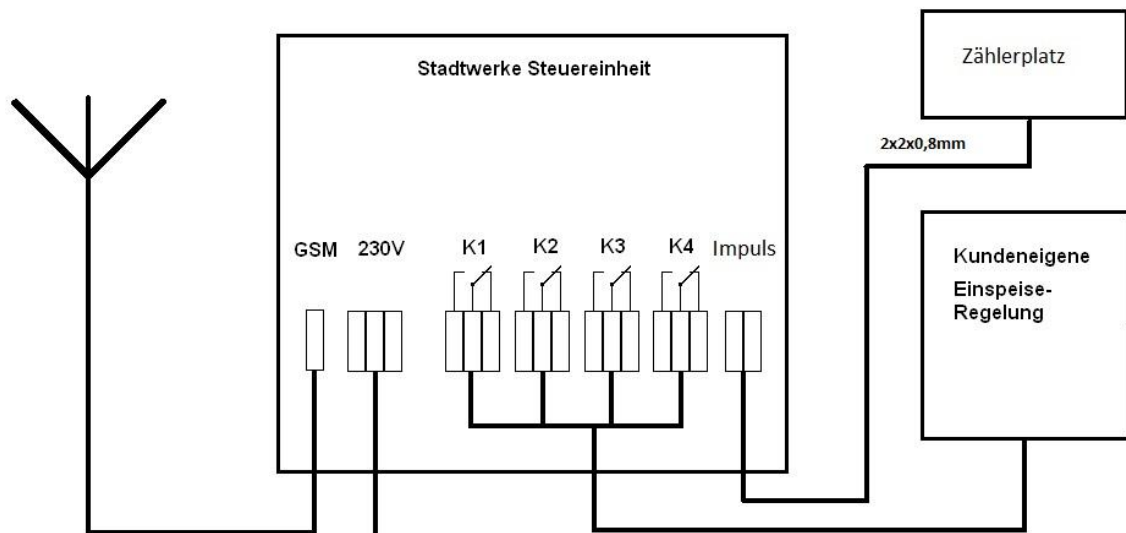 Stadtwerke Steuereinheit
Zählerplatz
2x2x0,8mm
GSM 230V K1 K2 K3 K4 Impuls
Kundeneigene
Einspeise-
Regelung